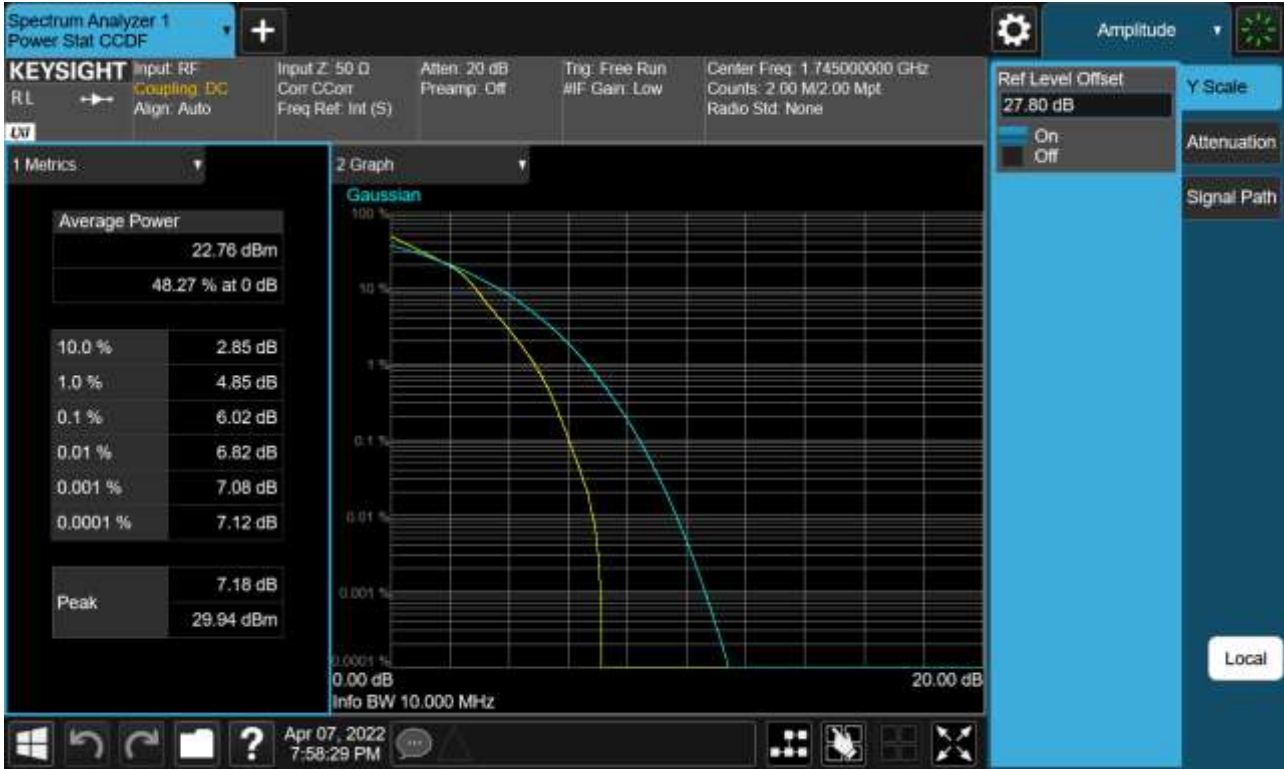 Spectrum Analyzer 1
Power Stat CCDF
+
Amplitude
KEYSIGHT
RL
LXI
Input: RF
Coupling: DC
Align: Auto
Input Z: 50 Ω
Corr CCorr
Freq Ref: Int (S)
Atten: 20 dB
Preamp: Off
Trig: Free Run
#IF Gain: Low
Center Freq: 1.745000000 GHz
Counts: 2.00 M/2.00 Mpt
Radio Std: None
Ref Level Offset
27.80 dB
On
Off
Y Scale
Attenuation
Signal Path
Local
1 Metrics
Average Power
22.76 dBm
48.27 % at 0 dB
10.0 % 2.85 dB
1.0 % 4.85 dB
0.1 % 6.02 dB
0.01 % 6.82 dB
0.001 % 7.08 dB
0.0001 % 7.12 dB
Peak
7.18 dB
29.94 dBm
2 Graph
Gaussian
100 %
10 %
1 %
0.1 %
0.01 %
0.001 %
0.0001 %
0.00 dB 20.00 dB
Info BW 10.000 MHz
?
Apr 07, 2022
7:58:29 PM